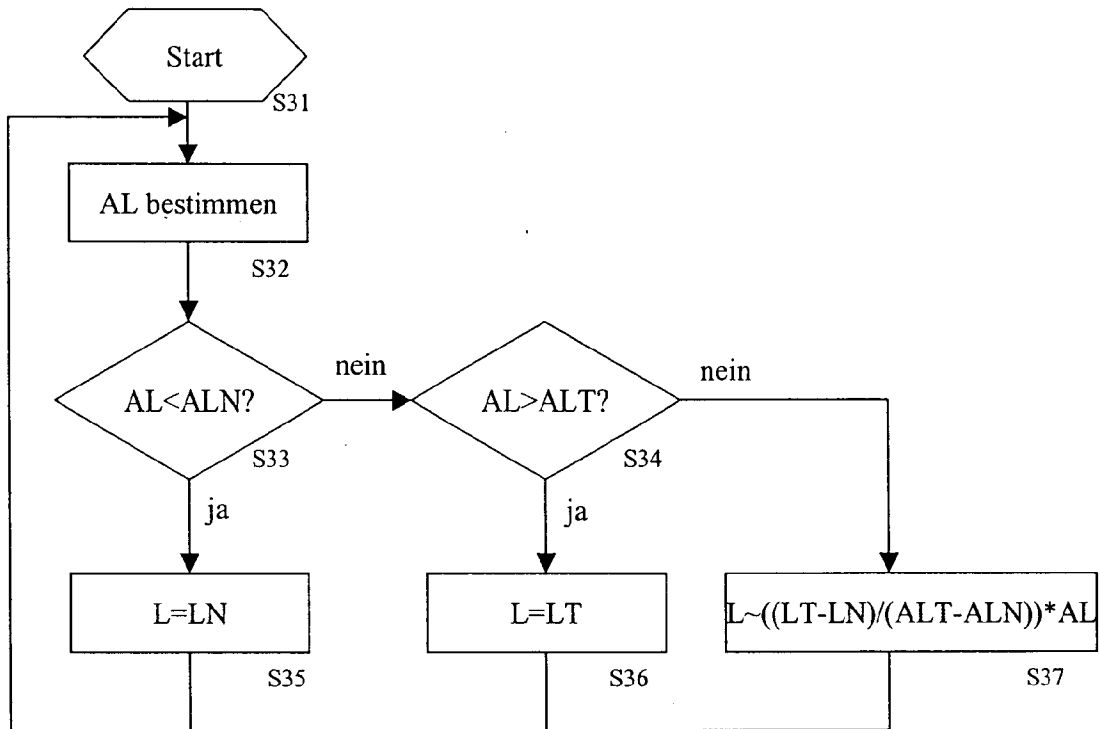 Start
S31
AL bestimmen
S32
AL<ALN?
S33
nein
AL>ALT?
S34
nein
ja
ja
L=LN
S35
L=LT
S36
L~((LT-LN)/(ALT-ALN))*AL
S37